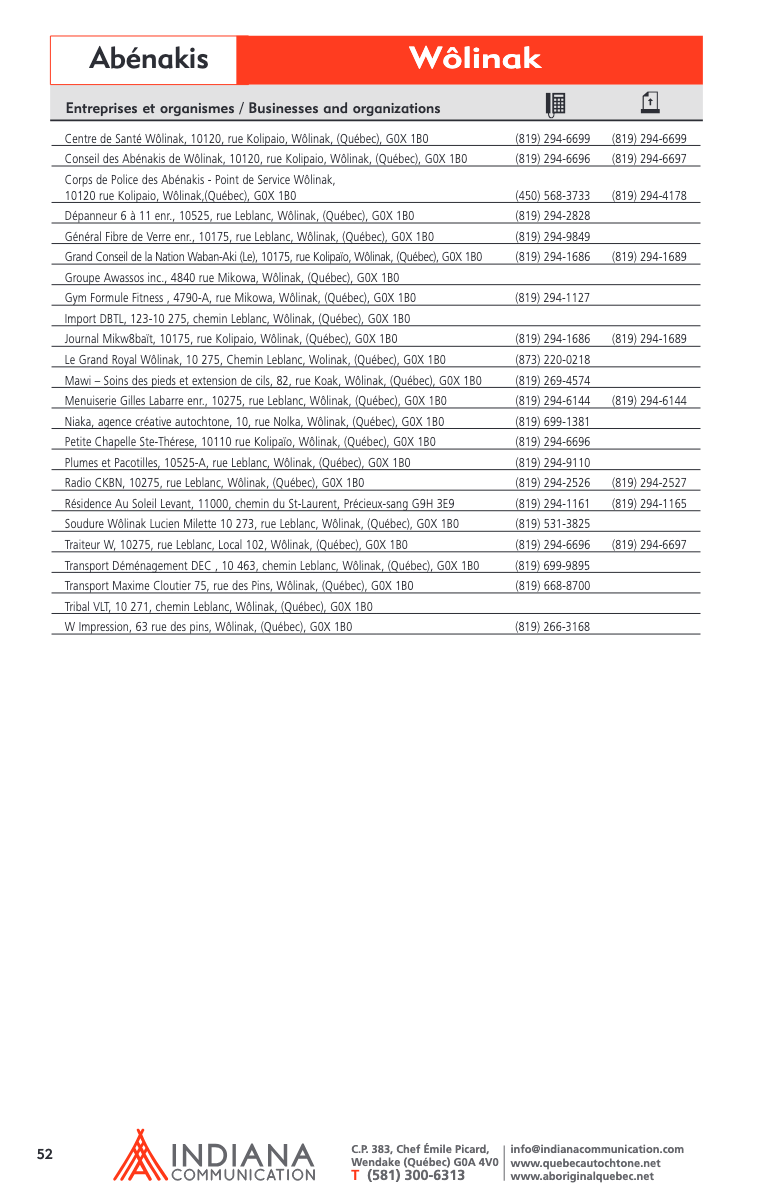 Abénakis
Wôlinak
Entreprises et organismes / Businesses and organizations
Centre de Santé Wôlinak, 10120, rue Kolipaio, Wôlinak, (Québec), G0X 1B0 (819) 294-6699 (819) 294-6699
Conseil des Abénakis de Wôlinak, 10120, rue Kolipaio, Wôlinak, (Québec), G0X 1B0 (819) 294-6696 (819) 294-6697
Corps de Police des Abénakis - Point de Service Wôlinak,
10120 rue Kolipaio, Wôlinak,(Québec), G0X 1B0 (450) 568-3733 (819) 294-4178
Dépanneur 6 à 11 enr., 10525, rue Leblanc, Wôlinak, (Québec), G0X 1B0 (819) 294-2828
Général Fibre de Verre enr., 10175, rue Leblanc, Wôlinak, (Québec), G0X 1B0 (819) 294-9849
Grand Conseil de la Nation Waban-Aki (Le), 10175, rue Kolipaïo, Wôlinak, (Québec), G0X 1B0 (819) 294-1686 (819) 294-1689
Groupe Awassos inc., 4840 rue Mikowa, Wôlinak, (Québec), G0X 1B0
Gym Formule Fitness , 4790-A, rue Mikowa, Wôlinak, (Québec), G0X 1B0 (819) 294-1127
Import DBTL, 123-10 275, chemin Leblanc, Wôlinak, (Québec), G0X 1B0
Journal Mikw8baït, 10175, rue Kolipaio, Wôlinak, (Québec), G0X 1B0 (819) 294-1686 (819) 294-1689
Le Grand Royal Wôlinak, 10 275, Chemin Leblanc, Wolinak, (Québec), G0X 1B0 (873) 220-0218
Mawi – Soins des pieds et extension de cils, 82, rue Koak, Wôlinak, (Québec), G0X 1B0 (819) 269-4574
Menuiserie Gilles Labarre enr., 10275, rue Leblanc, Wôlinak, (Québec), G0X 1B0 (819) 294-6144 (819) 294-6144
Niaka, agence créative autochtone, 10, rue Nolka, Wôlinak, (Québec), G0X 1B0 (819) 699-1381
Petite Chapelle Ste-Thérese, 10110 rue Kolipaïo, Wôlinak, (Québec), G0X 1B0 (819) 294-6696
Plumes et Pacotilles, 10525-A, rue Leblanc, Wôlinak, (Québec), G0X 1B0 (819) 294-9110
Radio CKBN, 10275, rue Leblanc, Wôlinak, (Québec), G0X 1B0 (819) 294-2526 (819) 294-2527
Résidence Au Soleil Levant, 11000, chemin du St-Laurent, Précieux-sang G9H 3E9 (819) 294-1161 (819) 294-1165
Soudure Wôlinak Lucien Milette 10 273, rue Leblanc, Wôlinak, (Québec), G0X 1B0 (819) 531-3825
Traiteur W, 10275, rue Leblanc, Local 102, Wôlinak, (Québec), G0X 1B0 (819) 294-6696 (819) 294-6697
Transport Déménagement DEC , 10 463, chemin Leblanc, Wôlinak, (Québec), G0X 1B0 (819) 699-9895
Transport Maxime Cloutier 75, rue des Pins, Wôlinak, (Québec), G0X 1B0 (819) 668-8700
Tribal VLT, 10 271, chemin Leblanc, Wôlinak, (Québec), G0X 1B0
W Impression, 63 rue des pins, Wôlinak, (Québec), G0X 1B0 (819) 266-3168
52
INDIANA
COMMUNICATION
C.P. 383, Chef Émile Picard,
Wendake (Québec) G0A 4V0
T (581) 300-6313
info@indianacommunication.com
www.quebecautochtone.net
www.aboriginalquebec.net